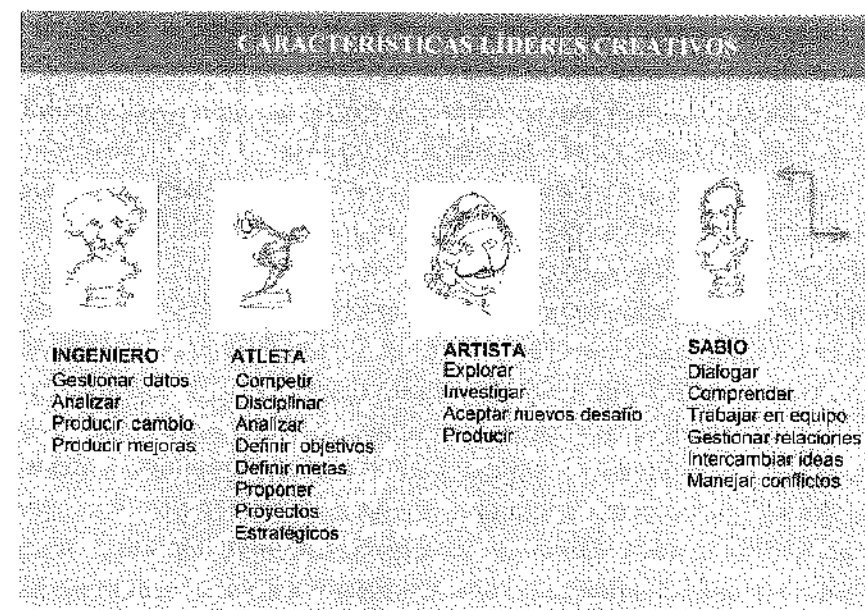 CARACTERÍSTICAS LÍDERES CREATIVOS
INGENIERO
Gestionar datos
Analizar
Producir cambio
Producir mejoras
ATLETA
Competir
Disciplinar
Analizar
Definir objetivos
Definir metas
Proponer
Proyectos
Estratégicos
ARTISTA
Explorar
Investigar
Aceptar nuevos desafío
Producir
SABIO
Dialogar
Comprender
Trabajar en equipo
Gestionar relaciones
Intercambiar ideas
Manejar conflictos